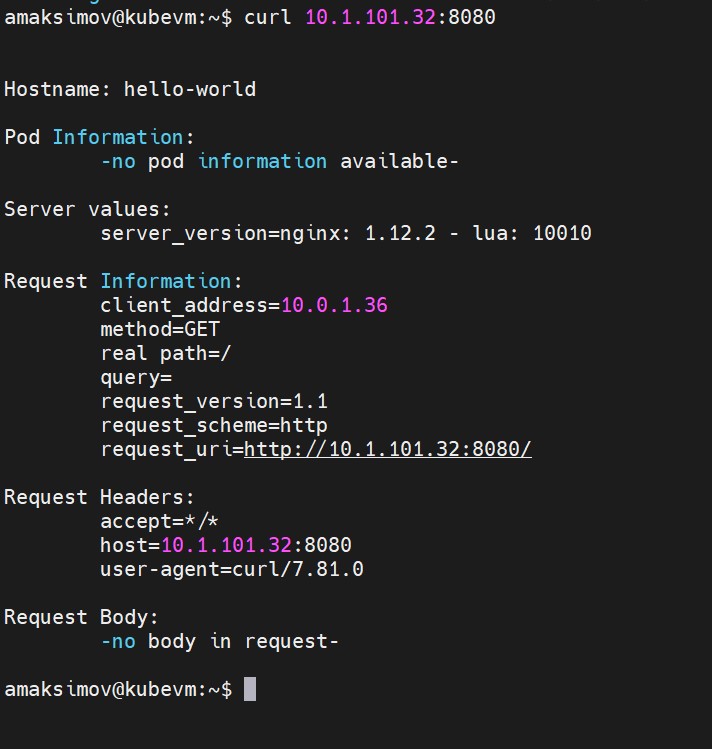 amaksimov@kubevm:~$ curl 10.1.101.32:8080
Hostname: hello-world
Pod Information:
-no pod information available-
Server values:
server_version=nginx: 1.12.2 - lua: 10010
Request Information:
client_address=10.0.1.36
method=GET
real path=/
query=
request_version=1.1
request_scheme=http
request_uri=http://10.1.101.32:8080/
Request Headers:
accept=*/*
host=10.1.101.32:8080
user-agent=curl/7.81.0
Request Body:
-no body in request-
amaksimov@kubevm:~$